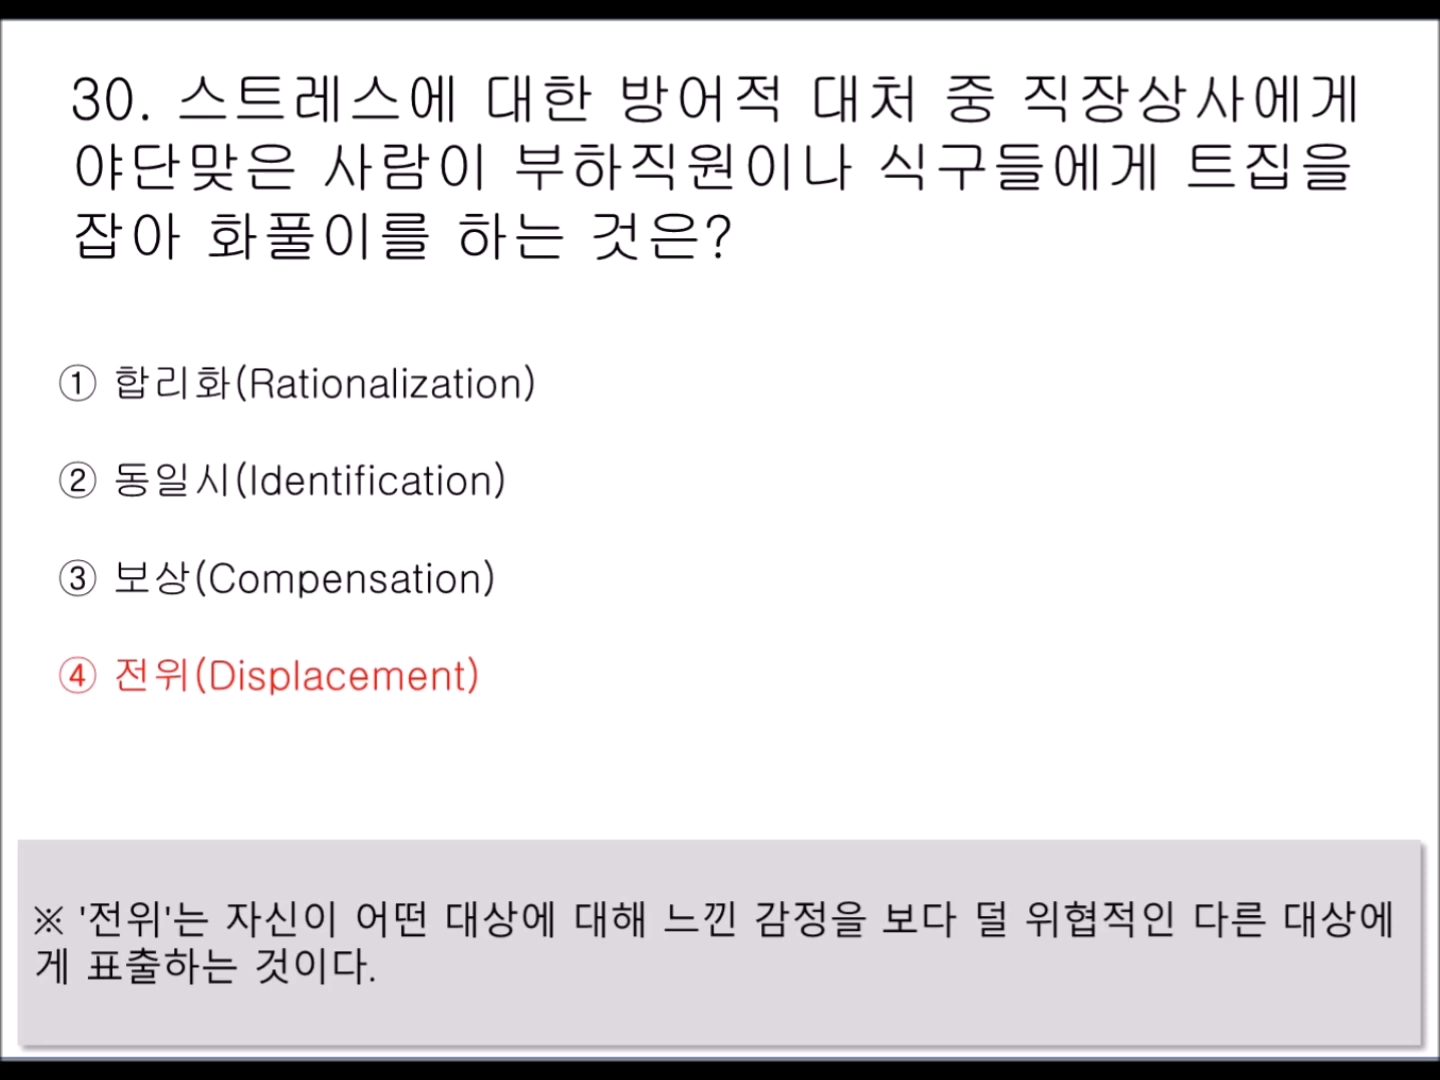 30. 스트레스에 대한 방어적 대처 중 직장상사에게
야단맞은 사람이 부하직원이나 식구들에게 트집을
잡아 화풀이를 하는 것은?
① 합리화(Rationalization)
② 동일시(Identification)
③ 보상(Compensation)
④ 전위(Displacement)
※ '전위'는 자신이 어떤 대상에 대해 느낀 감정을 보다 덜 위협적인 다른 대상에
게 표출하는 것이다.